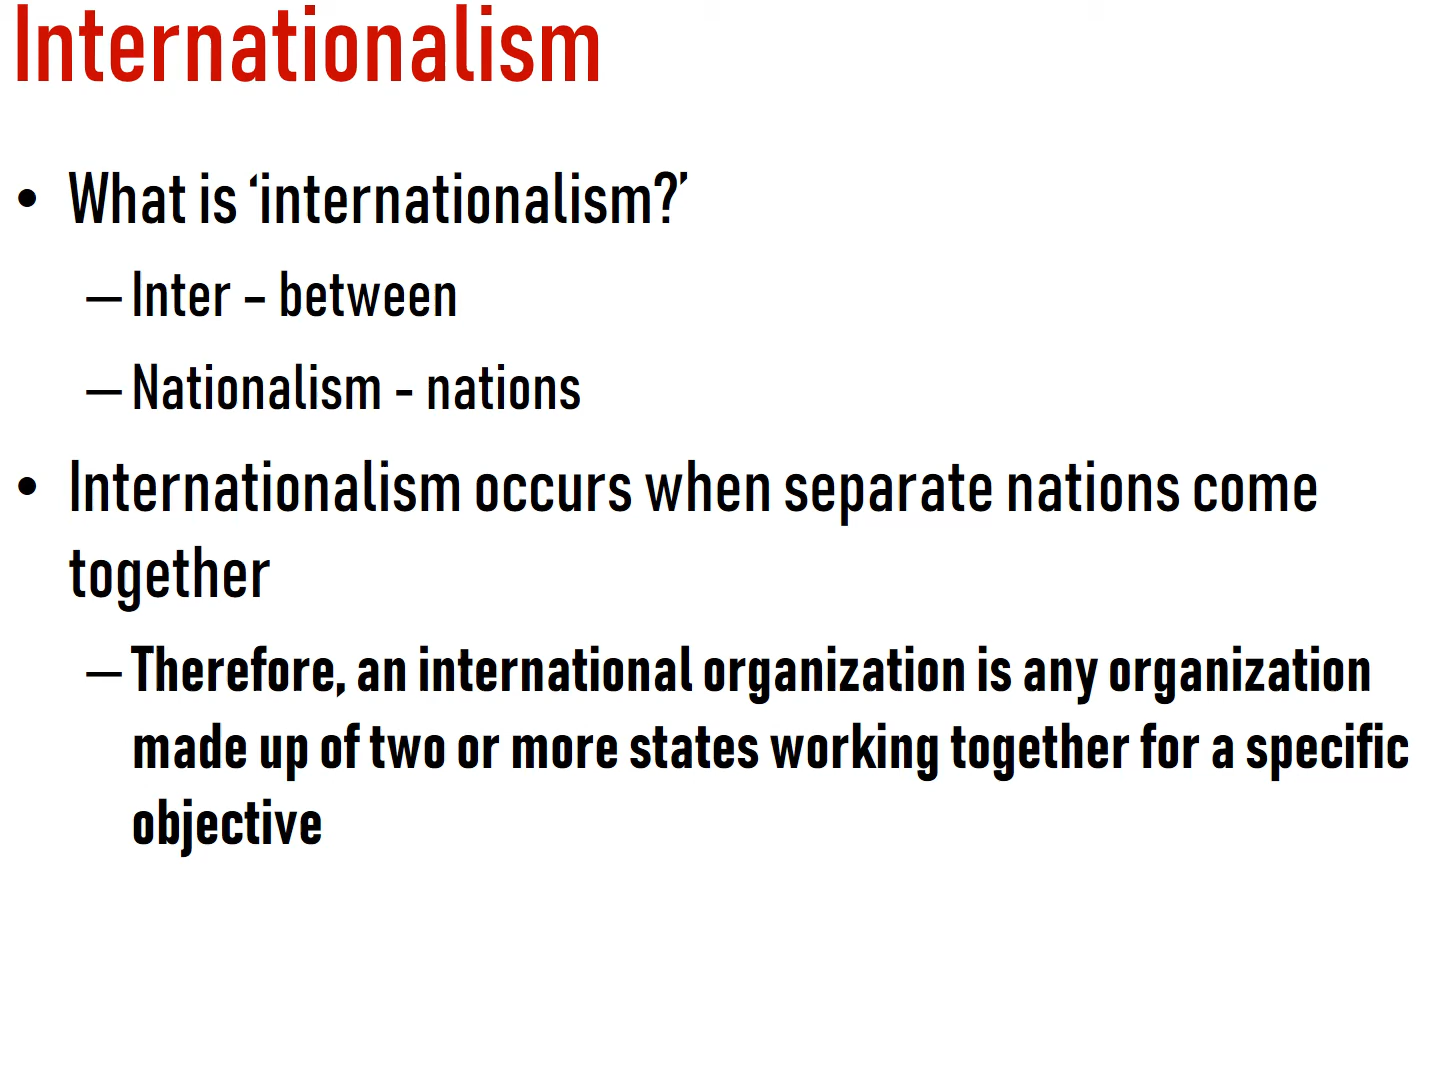 Internationalism
• What is ‘internationalism?’
– Inter – between
– Nationalism - nations
• Internationalism occurs when separate nations come
together
– Therefore, an international organization is any organization
made up of two or more states working together for a specific
objective